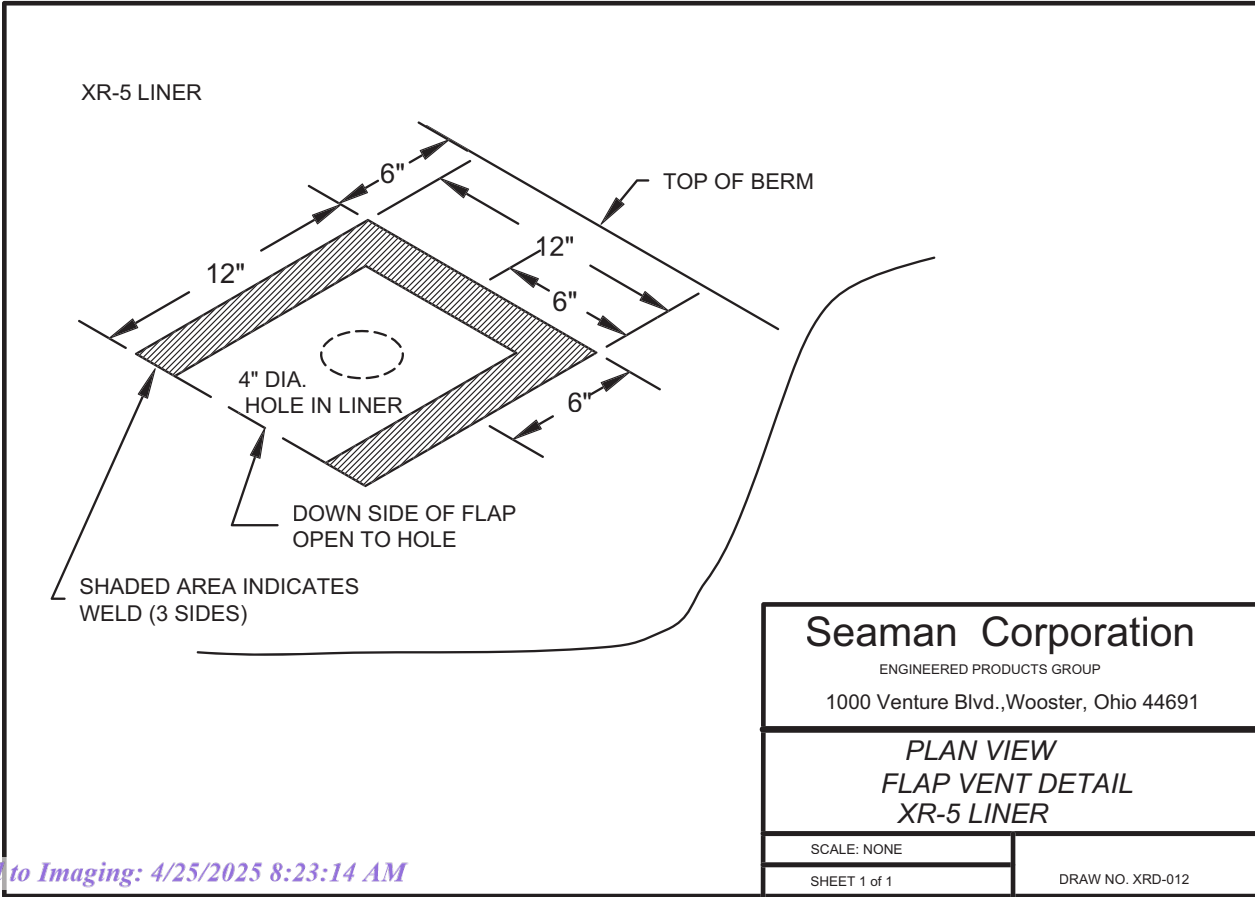 XR-5 LINER
6"
TOP OF BERM
12"
12"
6"
4" DIA.
HOLE IN LINER
6"
DOWN SIDE OF FLAP
OPEN TO HOLE
SHADED AREA INDICATES
WELD (3 SIDES)
Seaman Corporation
ENGINEERED PRODUCTS GROUP
1000 Venture Blvd.,Wooster, Ohio 44691
PLAN VIEW
FLAP VENT DETAIL
XR-5 LINER
SCALE: NONE
SHEET 1 of 1
DRAW NO. XRD-012
to Imaging: 4/25/2025 8:23:14 AM